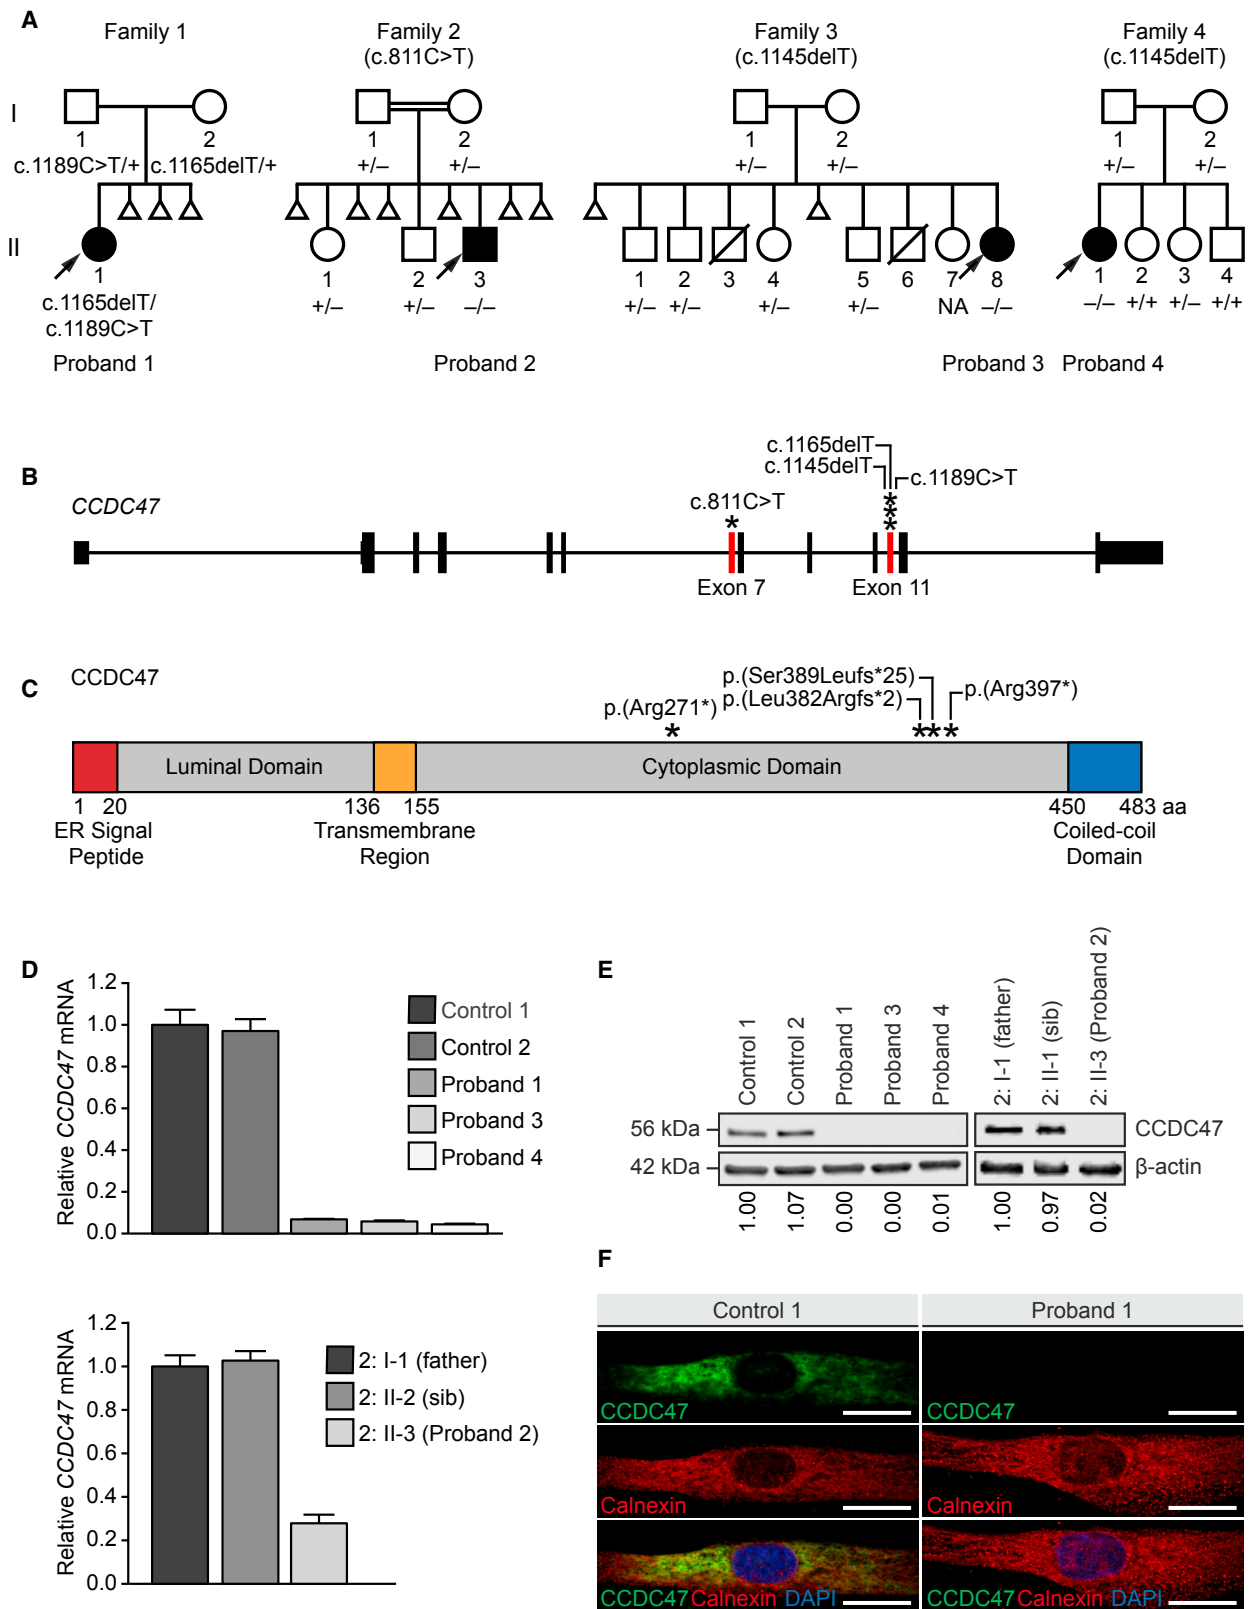 A
Family 1
Family 2
(c.811C>T)
Family 3
(c.1145delT)
Family 4
(c.1145delT)
I
1
2
1
2
1
2
1
2
c.1189C>T/+
c.1165delT/+
+/–
+/–
+/–
+/–
+/–
+/–
II
1
1
2
3
1
2
3
4
5
6
7
8
1
2
3
4
c.1165delT/
c.1189C>T
+/–
+/–
–/–
+/–
+/–
+/–
+/–
NA
–/–
–/–
+/+
+/–
+/+
Proband 1
Proband 2
Proband 3
Proband 4
B
CCDC47
c.811C>T
*
c.1165delT
c.1145delT
c.1189C>T
*
*
*
Exon 7
Exon 11
C
CCDC47
p.(Arg271*)
p.(Ser389Leufs*25)
p.(Leu382Argfs*2)
p.(Arg397*)
*
*
*
*
Luminal Domain
Cytoplasmic Domain
1
20
136
155
450
483 aa
ER Signal
Peptide
Transmembrane
Region
Coiled-coil
Domain
D
Relative CCDC47 mRNA
1.2
1.0
0.8
0.6
0.4
0.2
0.0
Control 1
Control 2
Proband 1
Proband 3
Proband 4
Relative CCDC47 mRNA
1.2
1.0
0.8
0.6
0.4
0.2
0.0
2: I-1 (father)
2: II-2 (sib)
2: II-3 (Proband 2)
E
Control 1
Control 2
Proband 1
Proband 3
Proband 4
2: I-1 (father)
2: II-1 (sib)
2: II-3 (Proband 2)
56 kDa
CCDC47
42 kDa
β-actin
1.00
1.07
0.00
0.00
0.01
1.00
0.97
0.02
F
Control 1
Proband 1
CCDC47
CCDC47
Calnexin
Calnexin
CCDC47 Calnexin DAPI
CCDC47 Calnexin DAPI